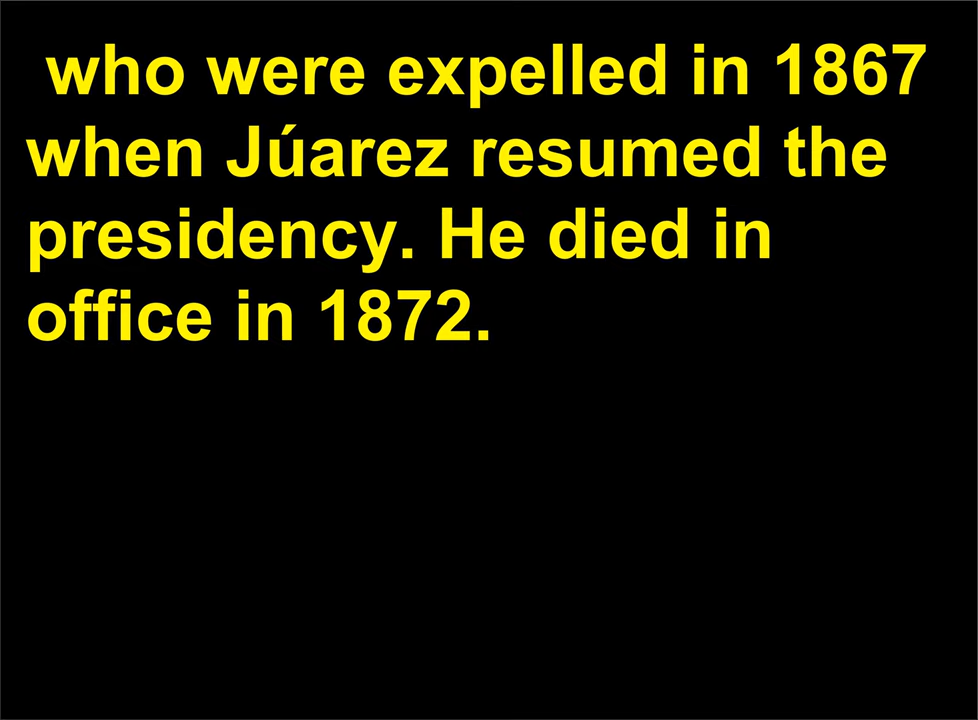 who were expelled in 1867
when Júarez resumed the
presidency. He died in
office in 1872.